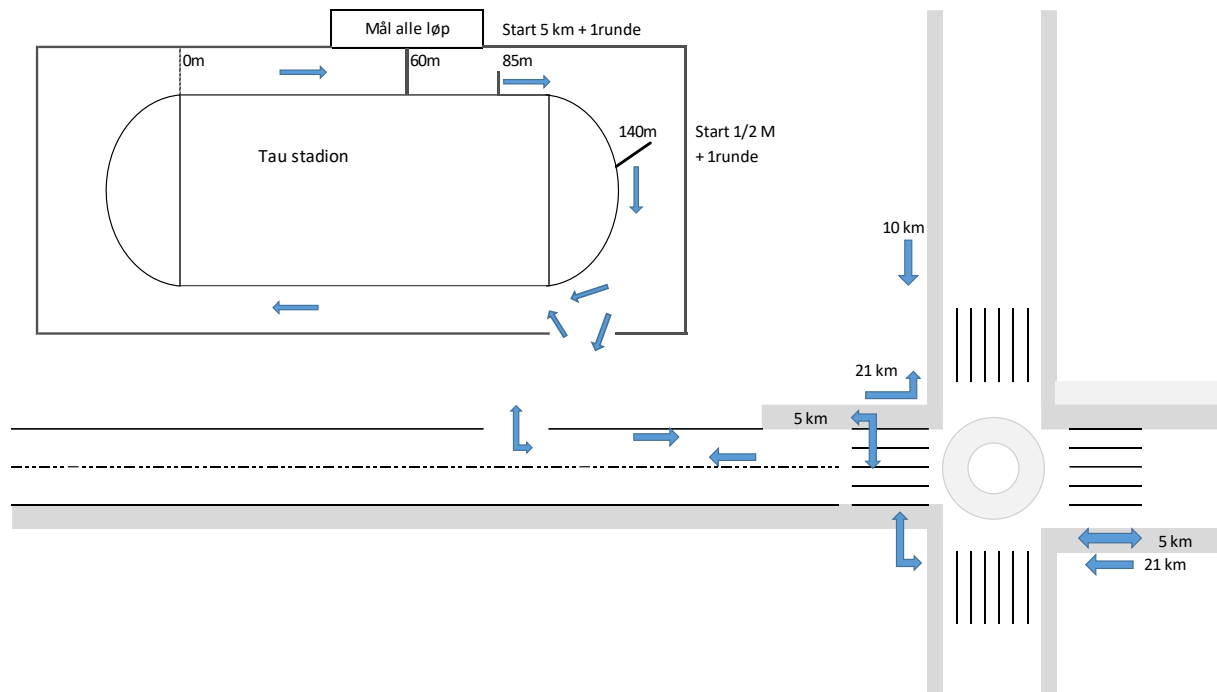 Mål alle løp
Start 5 km + 1runde
0m
60m
85m
140m
Start 1/2 M
+ 1runde
Tau stadion
10 km
21 km
5 km
5 km
21 km